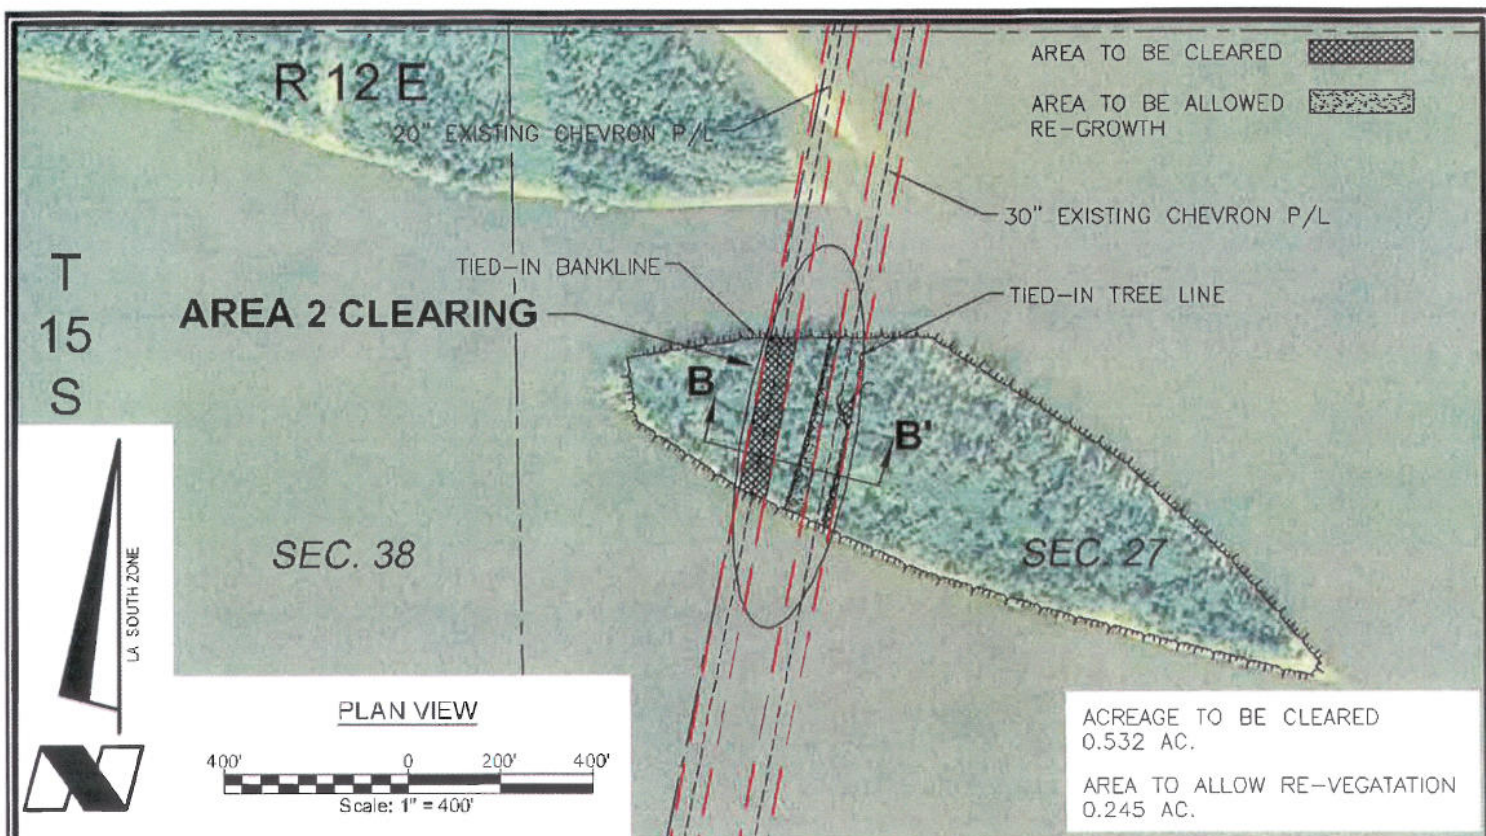 R 12 E
AREA TO BE CLEARED
AREA TO BE ALLOWED
RE-GROWTH
20" EXISTING CHEVRON P/L
30" EXISTING CHEVRON P/L
T
15
S
TIED-IN BANKLINE
TIED-IN TREE LINE
AREA 2 CLEARING
B
B'
SEC. 38
SEC. 27
LA SOUTH ZONE
PLAN VIEW
400' 0 200' 400'
Scale: 1" = 400'
ACREAGE TO BE CLEARED
0.532 AC.
AREA TO ALLOW RE-VEGATATION
0.245 AC.